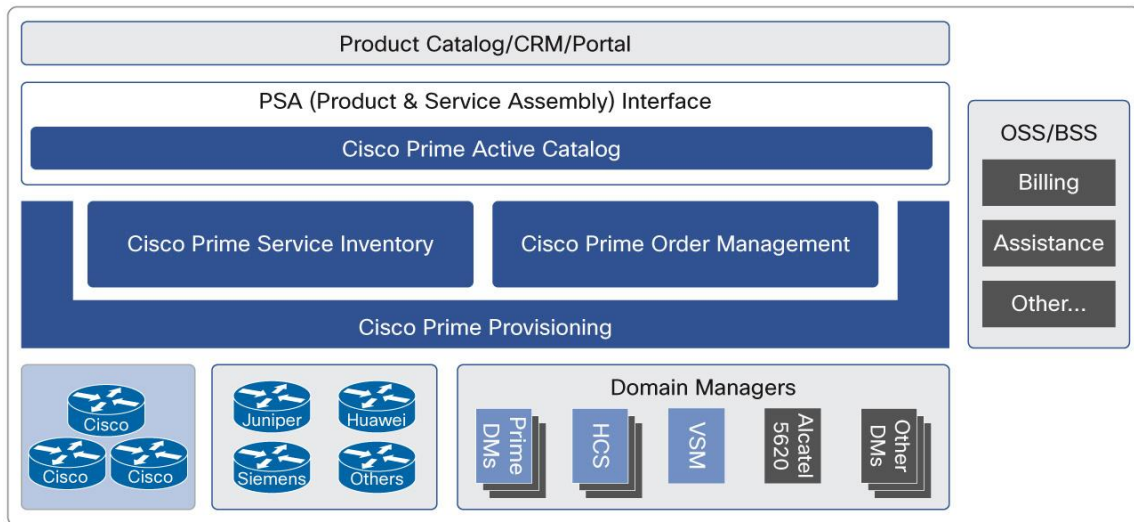 Product Catalog/CRM/Portal
PSA (Product & Service Assembly) Interface
Cisco Prime Active Catalog
Cisco Prime Service Inventory
Cisco Prime Order Management
Cisco Prime Provisioning
OSS/BSS
Billing
Assistance
Other...
Cisco
Cisco
Cisco
Juniper
Huawei
Siemens
Others
Domain Managers
Prime
DMs
HCS
VSM
Alcatel
5620
Other
DMs